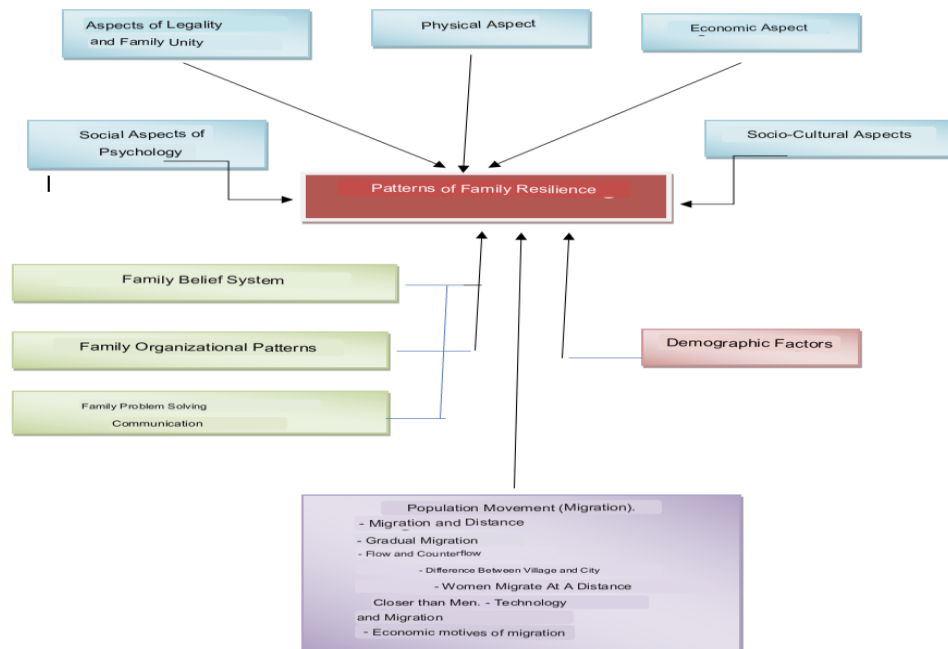 Aspects of Legality
and Family Unity
Physical Aspect
Economic Aspect
Social Aspects of
Psychology
Socio-Cultural Aspects
Patterns of Family Resilience
Family Belief System
Family Organizational Patterns
Demographic Factors
Family Problem Solving
Communication
Population Movement (Migration).
- Migration and Distance
- Gradual Migration
- Flow and Counterflow
- Difference Between Village and City
- Women Migrate At A Distance
Closer than Men. - Technology
and Migration
- Economic motives of migration